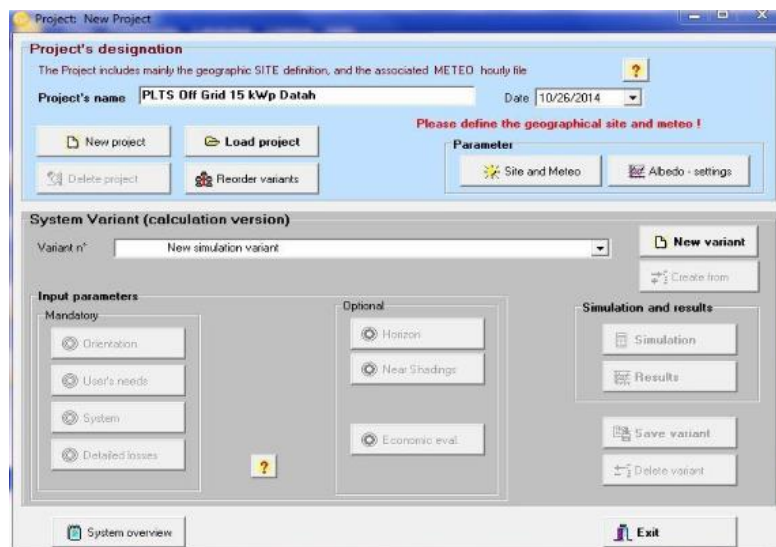 Project: New Project
Project's designation
The Project includes mainly the geographic SITE definition, and the associated METEO hourly file
?
Project's name PLTS Off Grid 15 kWp Datah Date 10/26/2014
Please define the geographical site and meteo !
New project Load project
Parameter
Site and Meteo Albedo - settings
Delete project Reorder variants
System Variant (calculation version)
Variant n° New simulation variant
New variant
Create from
Input parameters
Mandatory
Orientation
User's needs
System
Detailed losses
?
Optional
Horizon
Near Shadings
Economic eval.
Simulation and results
Simulation
Results
Save variant
Delete variant
System overview Exit